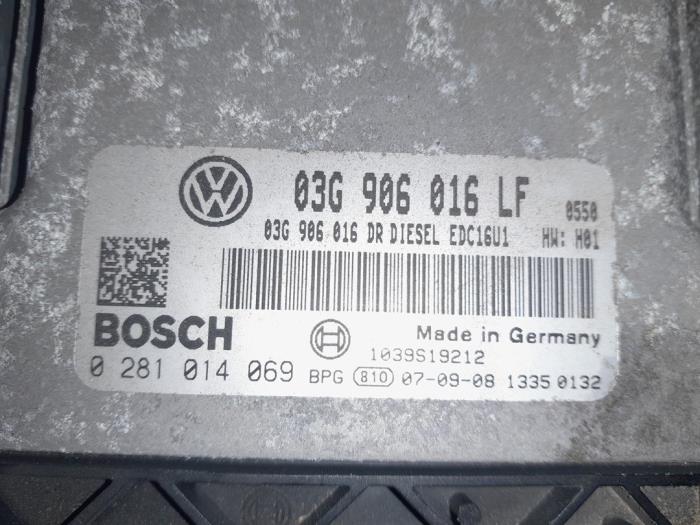 03G 906 016 LF 0550
03G 906 016 DR DIESEL EDC16U1 HW: H01
BOSCH
Made in Germany
1039S19212
0 281 014 069 BPG 810 07-09-08 1335 0132